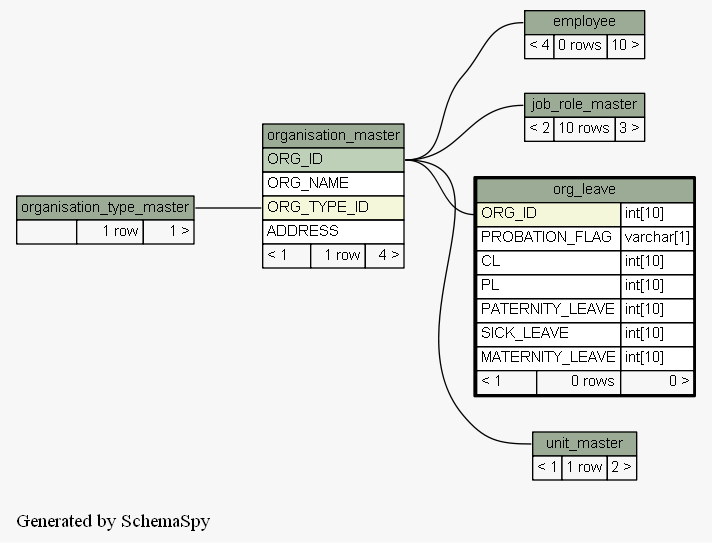 employee
< 4 0 rows 10 >
job_role_master
< 2 10 rows 3 >
organisation_master
ORG_ID
ORG_NAME
ORG_TYPE_ID
ADDRESS
< 1 1 row 4 >
organisation_type_master
1 row 1 >
org_leave
ORG_ID int[10]
PROBATION_FLAG varchar[1]
CL int[10]
PL int[10]
PATERNITY_LEAVE int[10]
SICK_LEAVE int[10]
MATERNITY_LEAVE int[10]
< 1 0 rows 0 >
unit_master
< 1 1 row 2 >
Generated by SchemaSpy